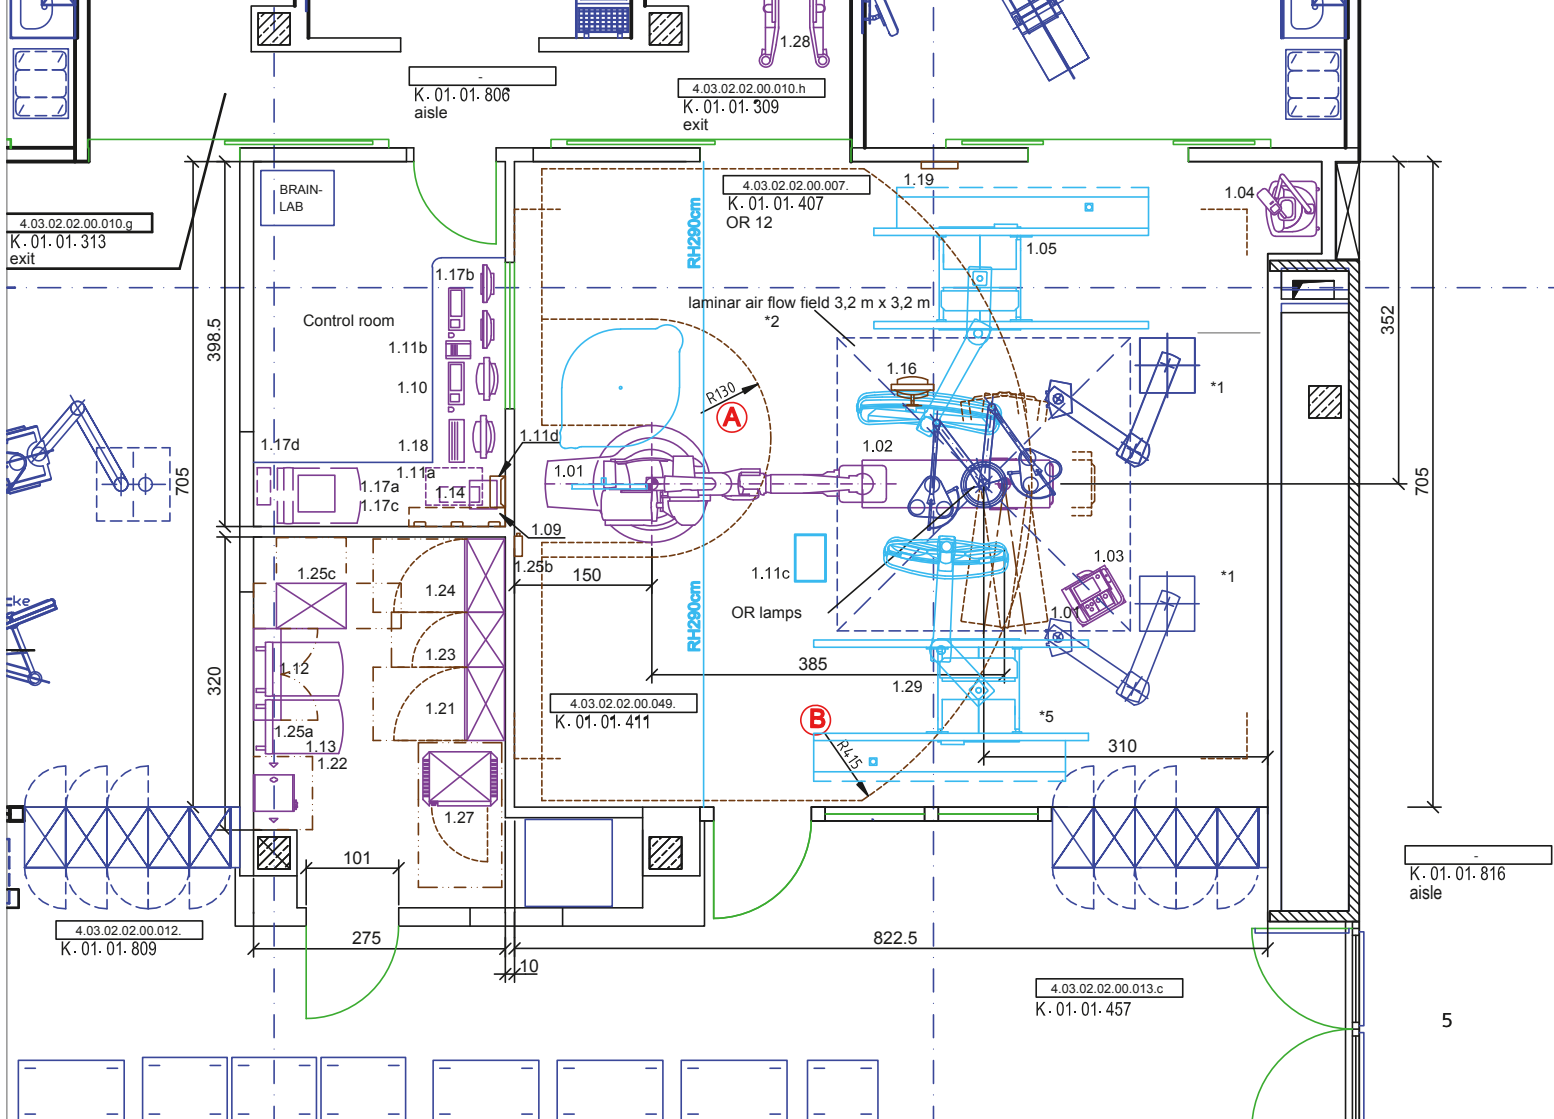 1.28
-
K. 01. 01. 806
aisle
4.03.02.02.00.010.h
K. 01. 01. 309
exit
BRAIN-
LAB
4.03.02.02.00.007.
K. 01. 01. 407
OR 12
1.19
1.04
4.03.02.02.00.010.g
K. 01. 01. 313
exit
RH290cm
1.05
1.17b
laminar air flow field 3,2 m x 3,2 m
*2
Control room
398.5
352
1.11b
1.10
1.16
R130
A
*1
1.17d
1.18
1.11d
1.02
1.11a
1.01
705
1.17a
1.14
1.17c
705
1.09
1.25b
1.25c
150
1.11c
1.03
*1
1.24
OR lamps
1.01
RH290cm
ke
1.23
320
1.12
385
1.29
1.21
4.03.02.02.00.049.
K. 01. 01. 411
B
*5
1.25a
1.13
1.22
R415
310
1.27
101
-
K. 01. 01. 816
aisle
4.03.02.02.00.012.
K. 01. 01. 809
275
822.5
10
4.03.02.02.00.013.c
K. 01. 01. 457
5